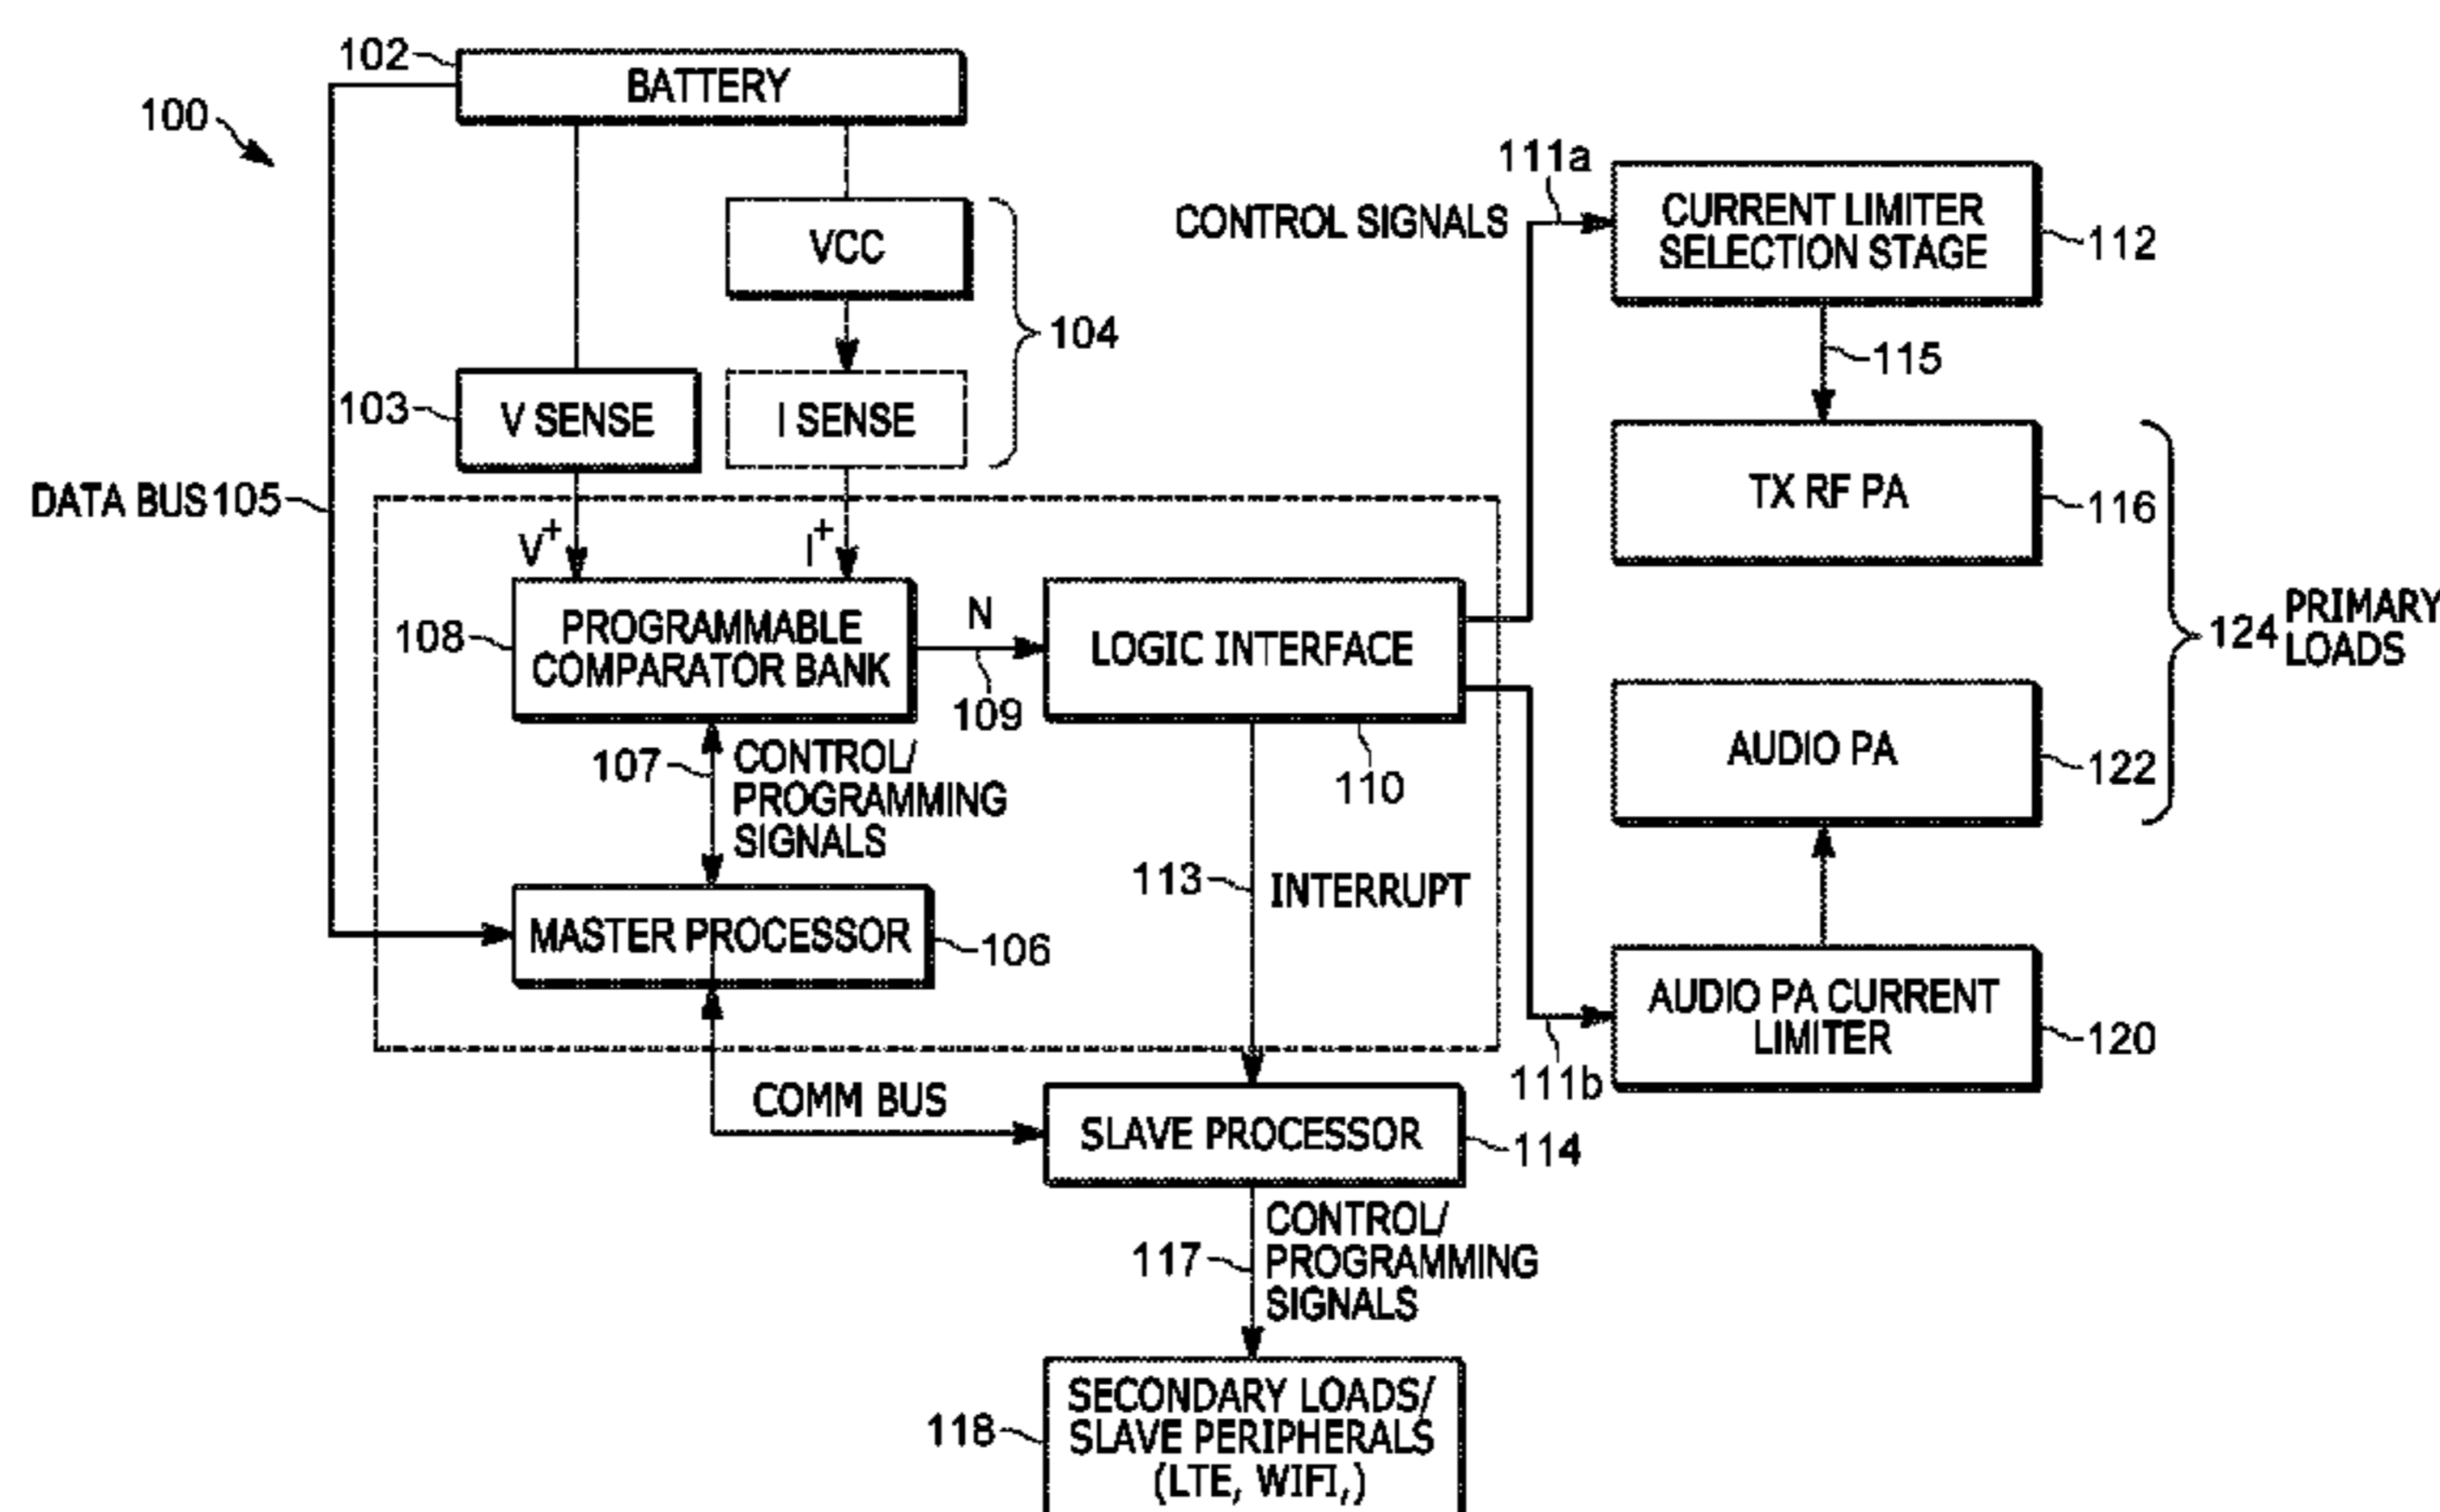 102
BATTERY
100
111a
CONTROL SIGNALS
CURRENT LIMITER
SELECTION STAGE
112
VCC
104
115
103
V SENSE
I SENSE
DATA BUS 105
TX RF PA
116
V+
I+
108
PROGRAMMABLE
COMPARATOR BANK
N
109
LOGIC INTERFACE
110
124 PRIMARY
LOADS
AUDIO PA
122
107
CONTROL/
PROGRAMMING
SIGNALS
113
INTERRUPT
MASTER PROCESSOR
106
AUDIO PA CURRENT
LIMITER
120
111b
COMM BUS
SLAVE PROCESSOR
114
117
CONTROL/
PROGRAMMING
SIGNALS
118
SECONDARY LOADS/
SLAVE PERIPHERALS
(LTE, WIFI,)